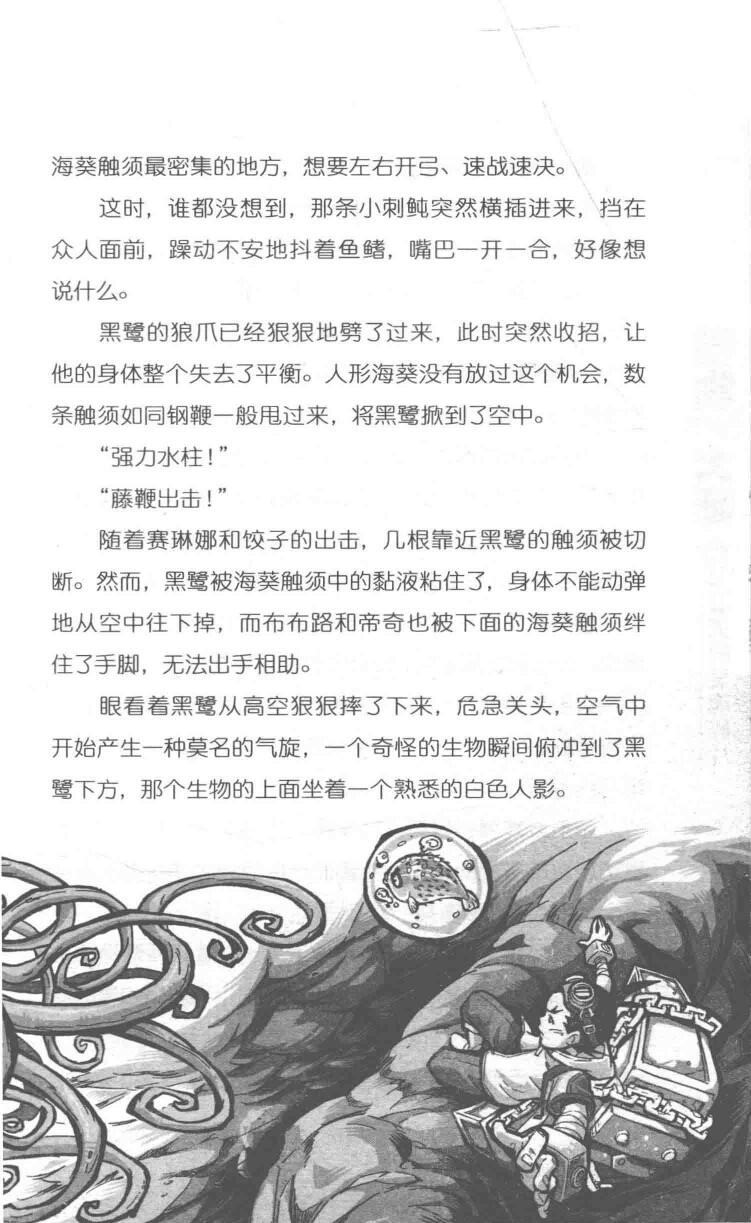 海葵触须最密集的地方，想要左右开弓、速战速决。
这时，谁都没想到，那条小刺鲀突然横插进来，挡在
众人面前，躁动不安地抖着鱼鳍，嘴巴一开一合，好像想
说什么。
黑鹭的狼爪已经狠狠地劈了过来，此时突然收招，让
他的身体整个失去了平衡。人形海葵没有放过这个机会，数
条触须如同钢鞭一般甩过来，将黑鹭掀到了空中。
“强力水柱！”
“藤鞭出击！”
随着赛琳娜和饺子的出击，几根靠近黑鹭的触须被切
断。然而，黑鹭被海葵触须中的黏液粘住了，身体不能动弹
地从空中往下掉，而布布路和帝奇也被下面的海葵触须绊
住了手脚，无法出手相助。
眼看着黑鹭从高空狠狠摔了下来，危急关头，空气中
开始产生一种莫名的气旋，一个奇怪的生物瞬间俯冲到了黑
鹭下方，那个生物的上面坐着一个熟悉的白色人影。